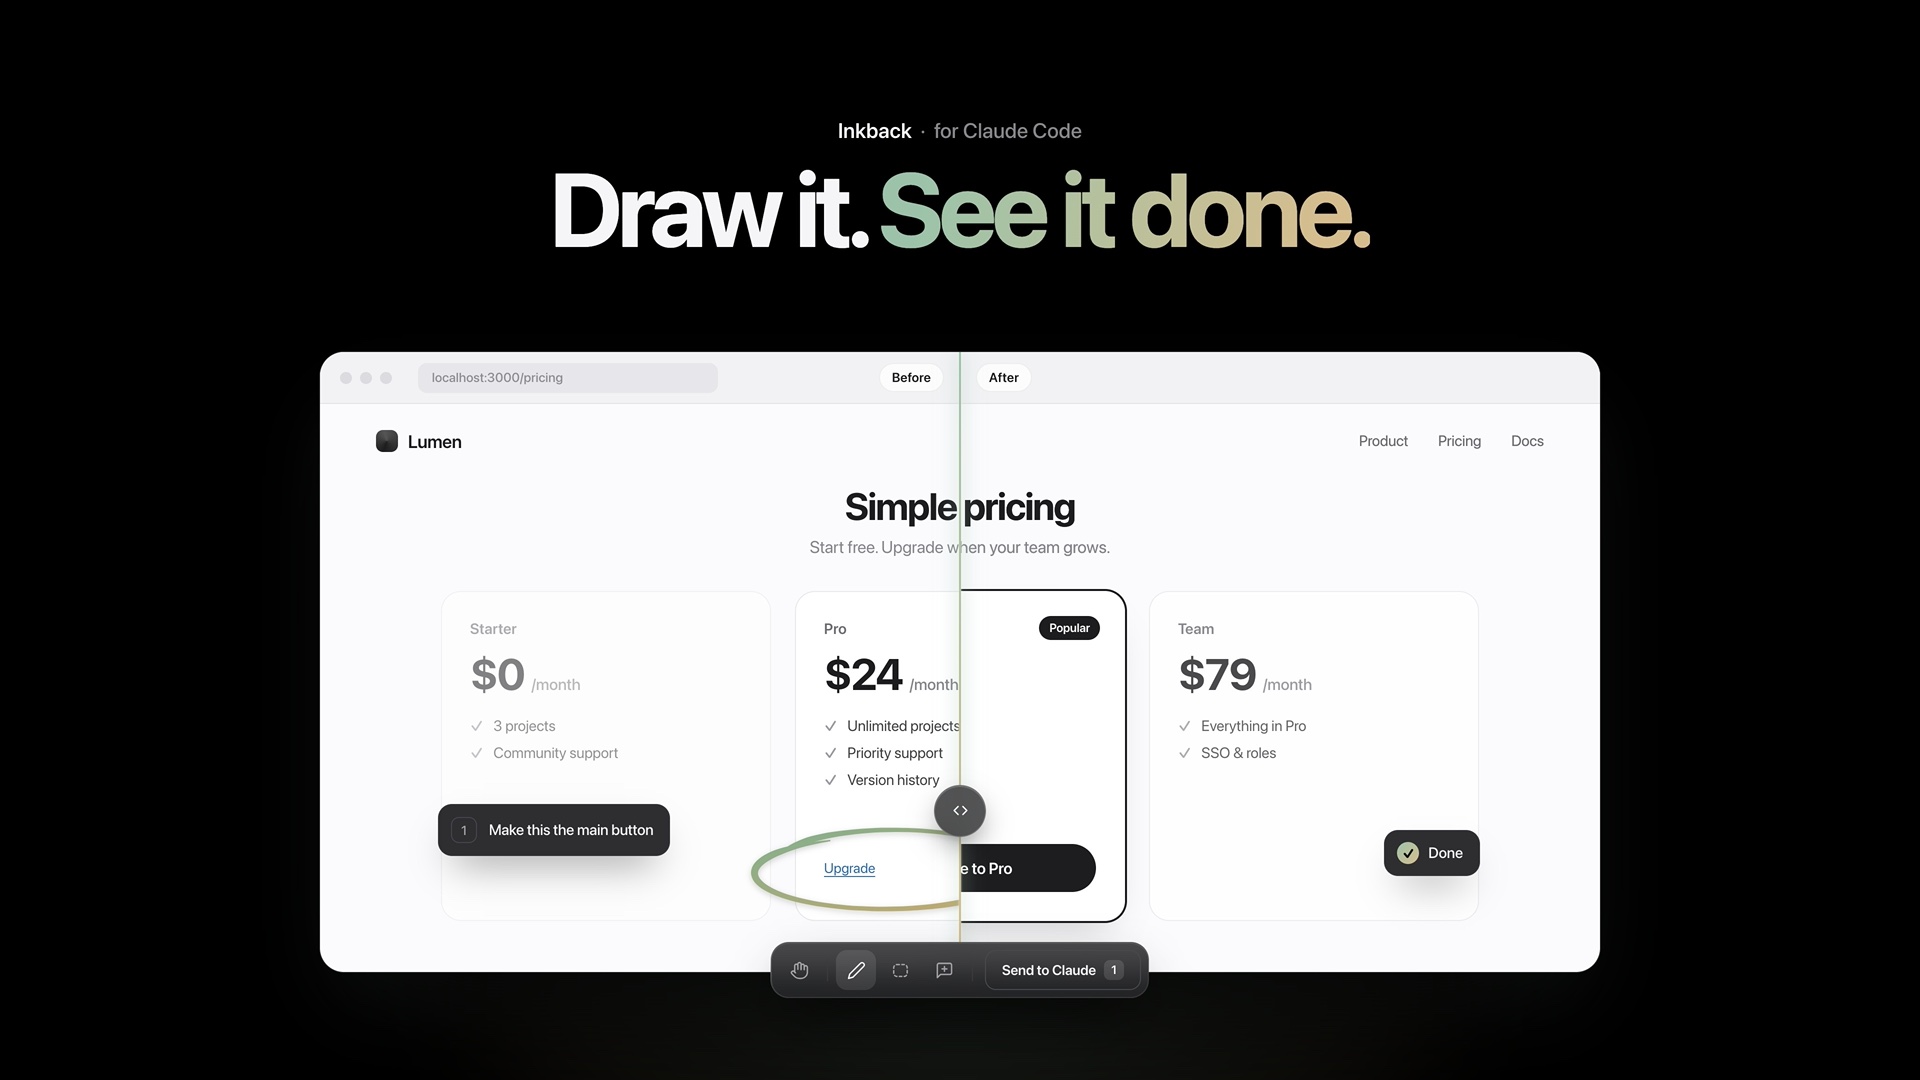 Inkback · for Claude Code
Draw it. See it done.
localhost:3000/pricing
Before
After
Lumen
Product
Pricing
Docs
Simple pricing
Start free. Upgrade when your team grows.
Starter
$0 /month
3 projects
Community support
1 Make this the main button
Pro
Popular
$24 /month
Unlimited projects
Priority support
Version history
Upgrade
e to Pro
Team
$79 /month
Everything in Pro
SSO & roles
Done
Send to Claude 1